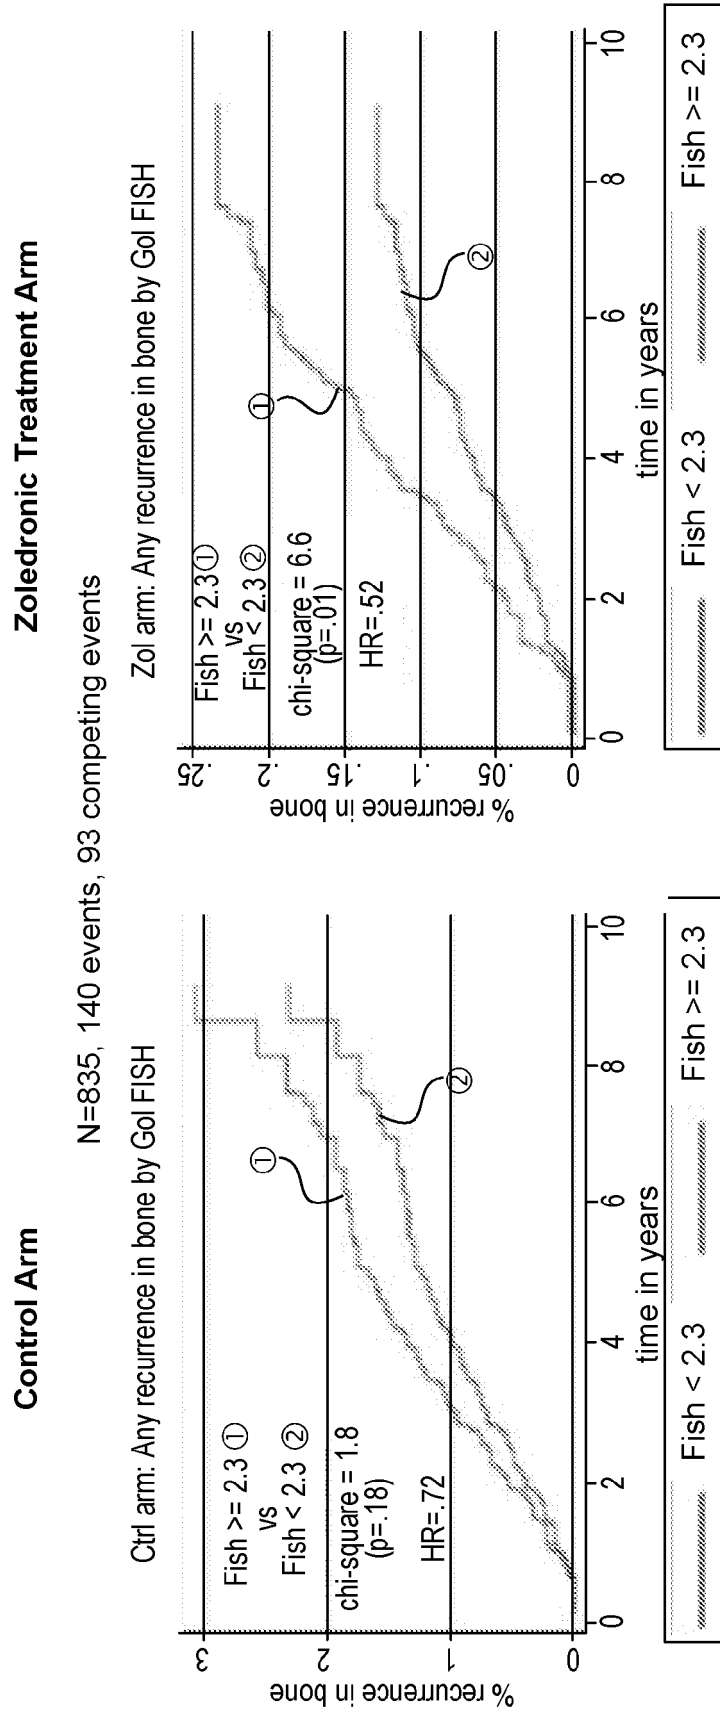 Control Arm
Zoledronic Treatment Arm
N=835, 140 events, 93 competing events
Ctrl arm: Any recurrence in bone by Gol FISH
Fish >= 2.3 ①
vs
Fish < 2.3 ②
chi-square = 1.8
(p=.18)
HR=.72
①
②
% recurrence in bone
3
2
1
0
0 2 4 6 8 10
time in years
Fish < 2.3 Fish >= 2.3
Zol arm: Any recurrence in bone by Gol FISH
Fish >= 2.3 ①
vs
Fish < 2.3 ②
chi-square = 6.6
(p=.01)
HR=.52
①
②
% recurrence in bone
.25
.2
.15
.1
.05
0
0 2 4 6 8 10
time in years
Fish < 2.3 Fish >= 2.3